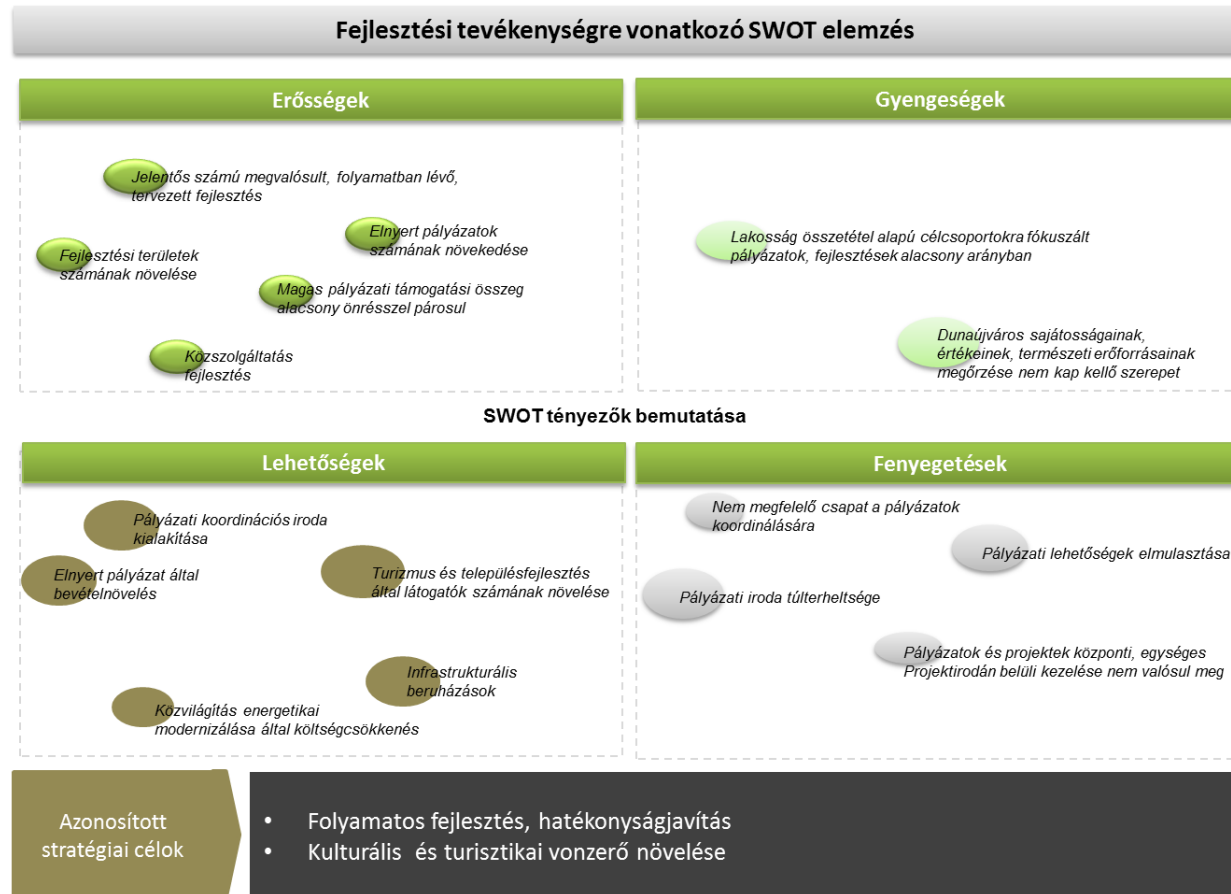 Fejlesztési tevékenységre vonatkozó SWOT elemzés
Erősségek
Jelentős számú megvalósult, folyamatban lévő,
tervezett fejlesztés
Elnyert pályázatok
számának növekedése
Fejlesztési területek
számának növelése
Magas pályázati támogatási összeg
alacsony önrésszel párosul
Közszolgáltatás
fejlesztés
Gyengeségek
Lakosság összetétel alapú célcsoportokra fókuszált
pályázatok, fejlesztések alacsony arányban
Dunaújváros sajátosságainak,
értékeinek, természeti erőforrásainak
megőrzése nem kap kellő szerepet
SWOT tényezők bemutatása
Lehetőségek
Pályázati koordinációs iroda
kialakítása
Elnyert pályázat által
bevételnövelés
Turizmus és településfejlesztés
által látogatók számának növelése
Infrastrukturális
beruházások
Közvilágítás energetikai
modernizálása által költségcsökkenés
Fenyegetések
Nem megfelelő csapat a pályázatok
koordinálására
Pályázati lehetőségek elmulasztása
Pályázati iroda túlterheltsége
Pályázatok és projektek központi, egységes
Projektirodán belüli kezelése nem valósul meg
Azonosított
stratégiai célok
• Folyamatos fejlesztés, hatékonyságjavítás
• Kulturális és turisztikai vonzerő növelése